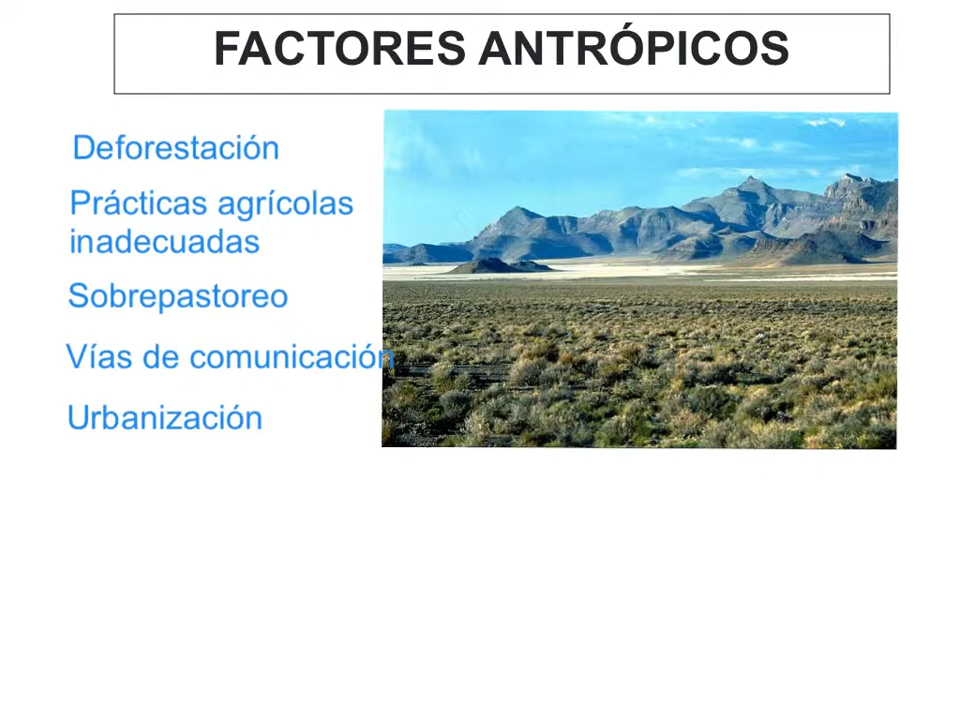 FACTORES ANTRÓPICOS
Deforestación
Prácticas agrícolas
inadecuadas
Sobrepastoreo
Vías de comunicación
Urbanización